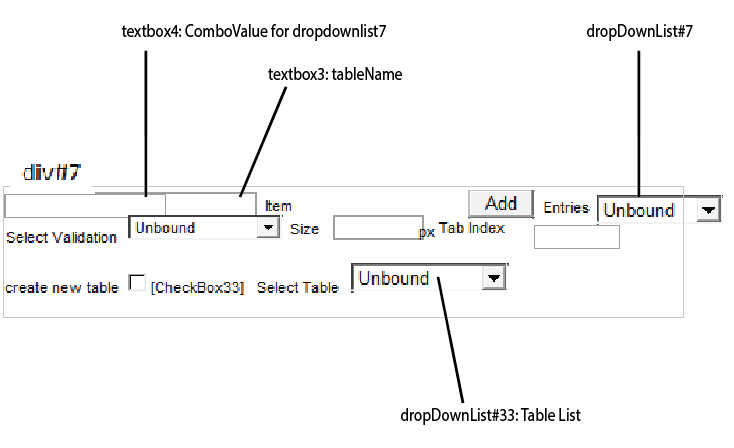 textbox4: ComboValue for dropdownlist7
dropDownList#7
textbox3: tableName
div#7
Item
Add
Entries
Unbound
Select Validation
Unbound
Size
px
Tab Index
create new table
[CheckBox33]
Select Table
Unbound
dropDownList#33: Table List